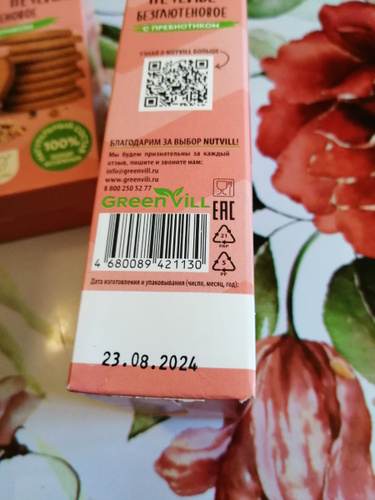 ПЕЧЕНЬЕ
БЕЗГЛЮТЕНОВОЕ
С ПРЕБИОТИКОМ
УЗНАЙ О NUTVILL БОЛЬШЕ
БЛАГОДАРИМ ЗА ВЫБОР NUTVILL!
Мы будем признательны за каждый
отзыв, пишите и звоните нам:
info@greenvill.ru
www.greenvili.ru
8 800 250 52 77
GREENVILL
EAC
21
PAP
5
PP
4 680089 421130
Дата изготовления и упаковывания (число, месяц, год):
23.08.2024
100%